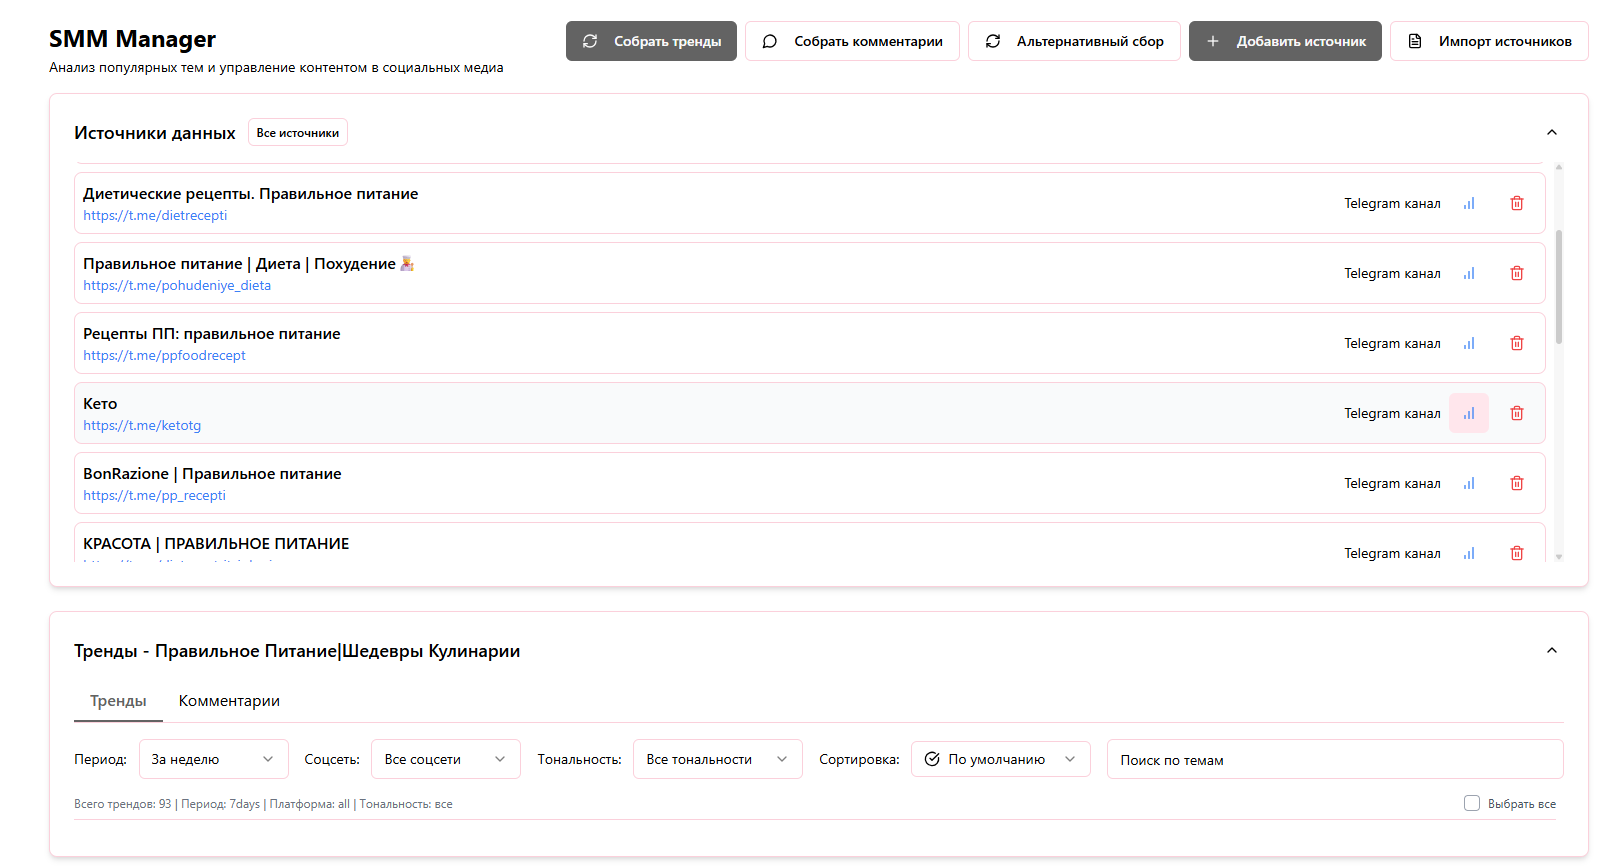 SMM Manager
Анализ популярных тем и управление контентом в социальных медиа
Собрать тренды
Собрать комментарии
Альтернативный сбор
Добавить источник
Импорт источников
Источники данных
Все источники
Диетические рецепты. Правильное питание
https://t.me/dietrecepti
Telegram канал
Правильное питание | Диета | Похудение
https://t.me/pohudeniye_dieta
Telegram канал
Рецепты ПП: правильное питание
https://t.me/ppfoodrecept
Telegram канал
Кето
https://t.me/ketotg
Telegram канал
BonRazione | Правильное питание
https://t.me/pp_recepti
Telegram канал
КРАСОТА | ПРАВИЛЬНОЕ ПИТАНИЕ
Telegram канал
Тренды - Правильное Питание|Шедевры Кулинарии
Тренды
Комментарии
Период: За неделю Соцсеть: Все соцсети Тональность: Все тональности Сортировка: По умолчанию Поиск по темам
Всего трендов: 93 | Период: 7days | Платформа: all | Тональность: все
Выбрать все